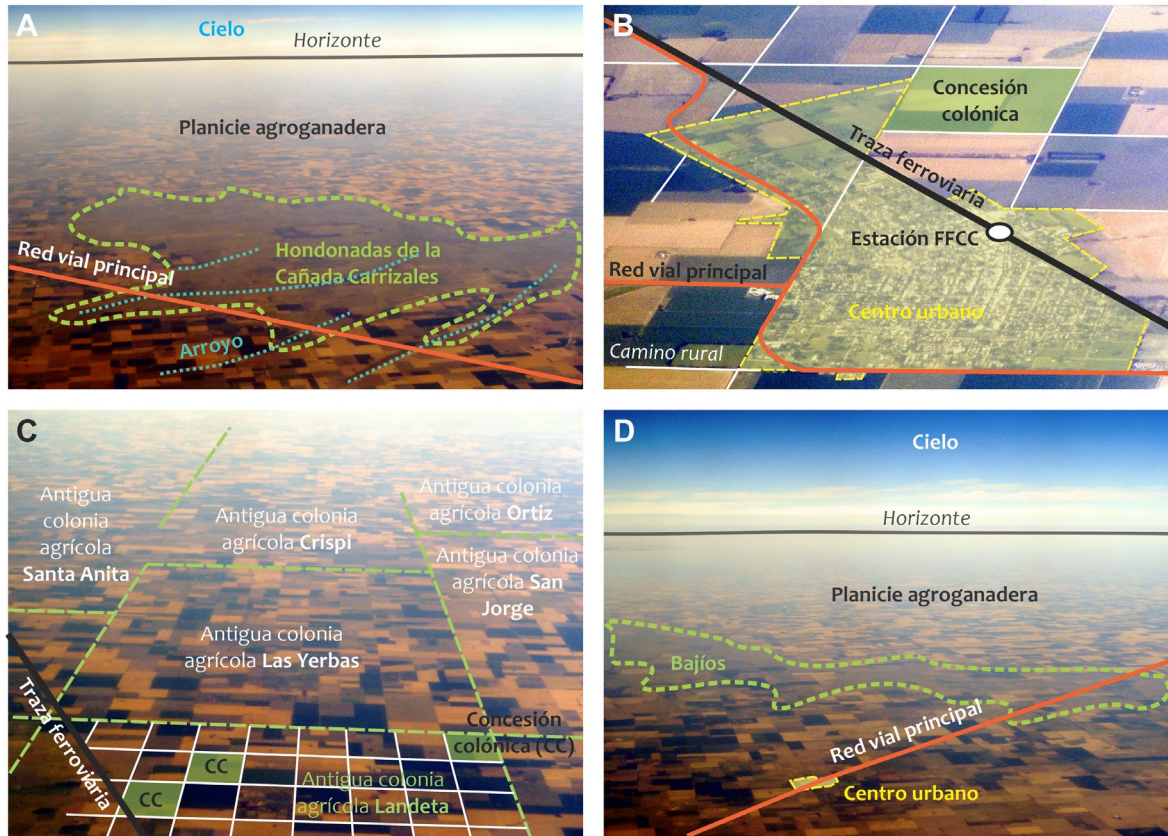 A
Cielo
Horizonte
Planicie agroganadera
Hondonadas de la
Cañada Carrizales
Red vial principal
Arroyo
B
Concesión
colónica
Traza ferroviaria
Estación FFCC
Red vial principal
Centro urbano
Camino rural
C
Antigua
colonia
agrícola
Santa Anita
Antigua colonia
agrícola Crispi
Antigua colonia
agrícola Ortiz
Antigua colonia
agrícola San
Jorge
Antigua colonia
agrícola Las Yerbas
Traza ferroviaria
Concesión
colónica (CC)
CC
CC
Antigua colonia
agrícola Landeta
D
Cielo
Horizonte
Planicie agroganadera
Bajíos
Red vial principal
Centro urbano